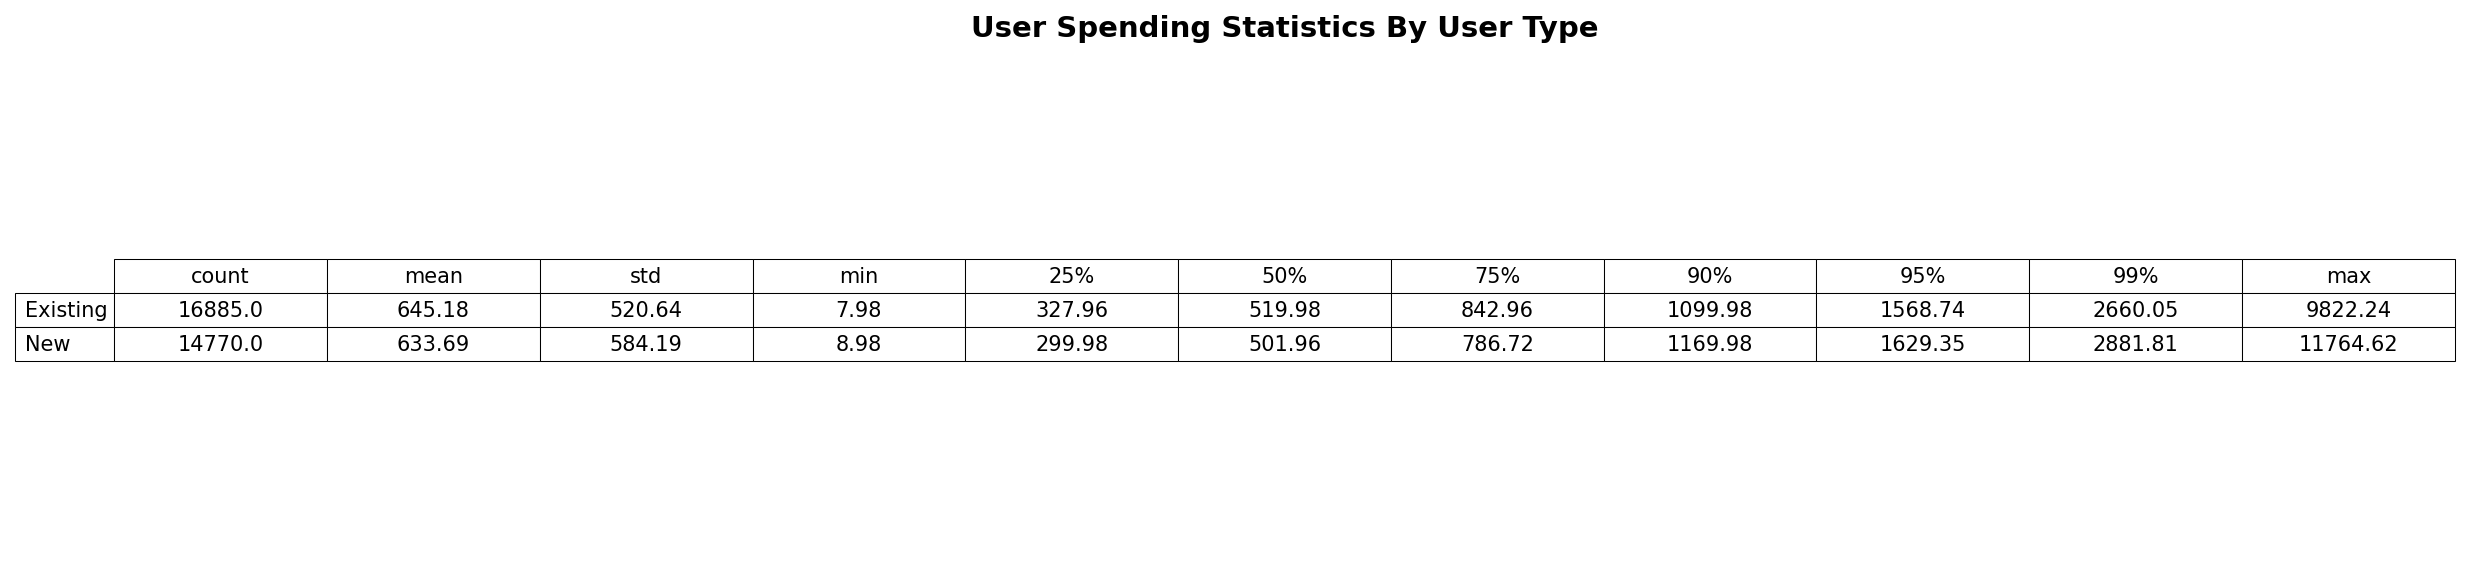 User Spending Statistics By User Type
count mean std min 25% 50% 75% 90% 95% 99% max
Existing 16885.0 645.18 520.64 7.98 327.96 519.98 842.96 1099.98 1568.74 2660.05 9822.24
New 14770.0 633.69 584.19 8.98 299.98 501.96 786.72 1169.98 1629.35 2881.81 11764.62